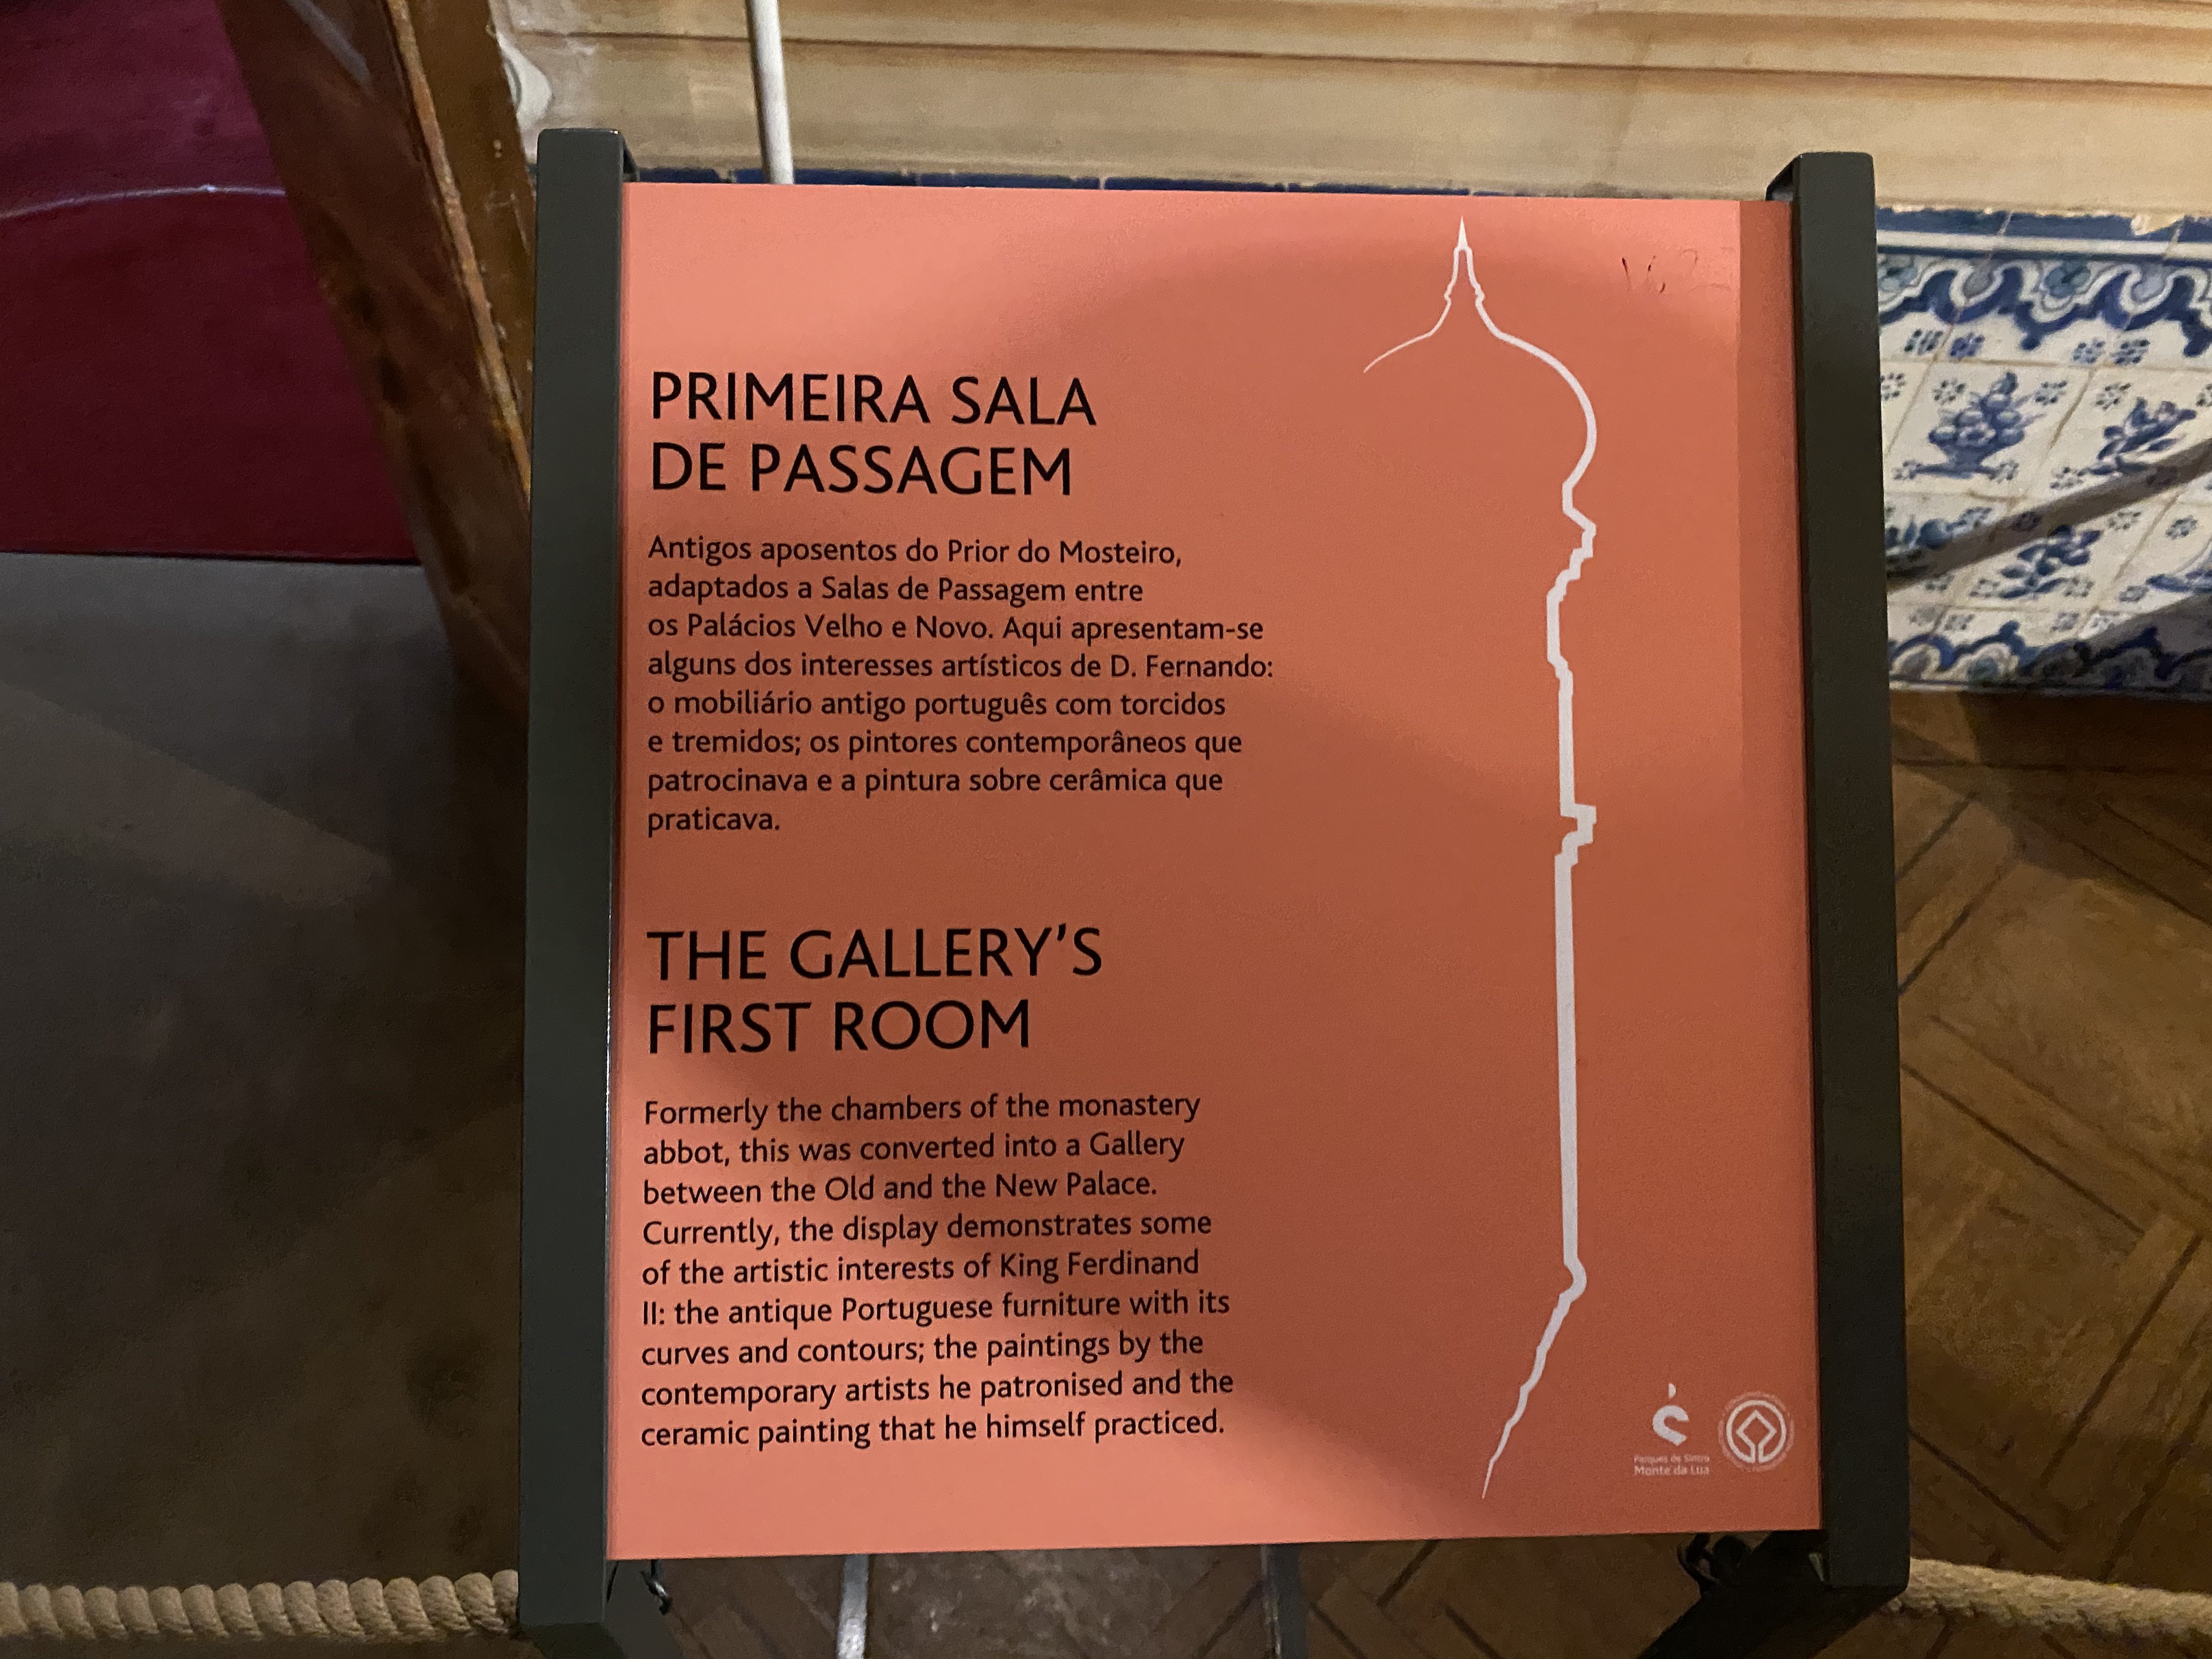 PRIMEIRA SALA
DE PASSAGEM
Antigos aposentos do Prior do Mosteiro,
adaptados a Salas de Passagem entre
os Palácios Velho e Novo. Aqui apresentam-se
alguns dos interesses artísticos de D. Fernando:
o mobiliário antigo português com torcidos
e tremidos; os pintores contemporâneos que
patrocinava e a pintura sobre cerâmica que
praticava.
THE GALLERY'S
FIRST ROOM
Formerly the chambers of the monastery
abbot, this was converted into a Gallery
between the Old and the New Palace.
Currently, the display demonstrates some
of the artistic interests of King Ferdinand
II: the antique Portuguese furniture with its
curves and contours; the paintings by the
contemporary artists he patronised and the
ceramic painting that he himself practiced.
Parques de Sintra
Monte da Lua